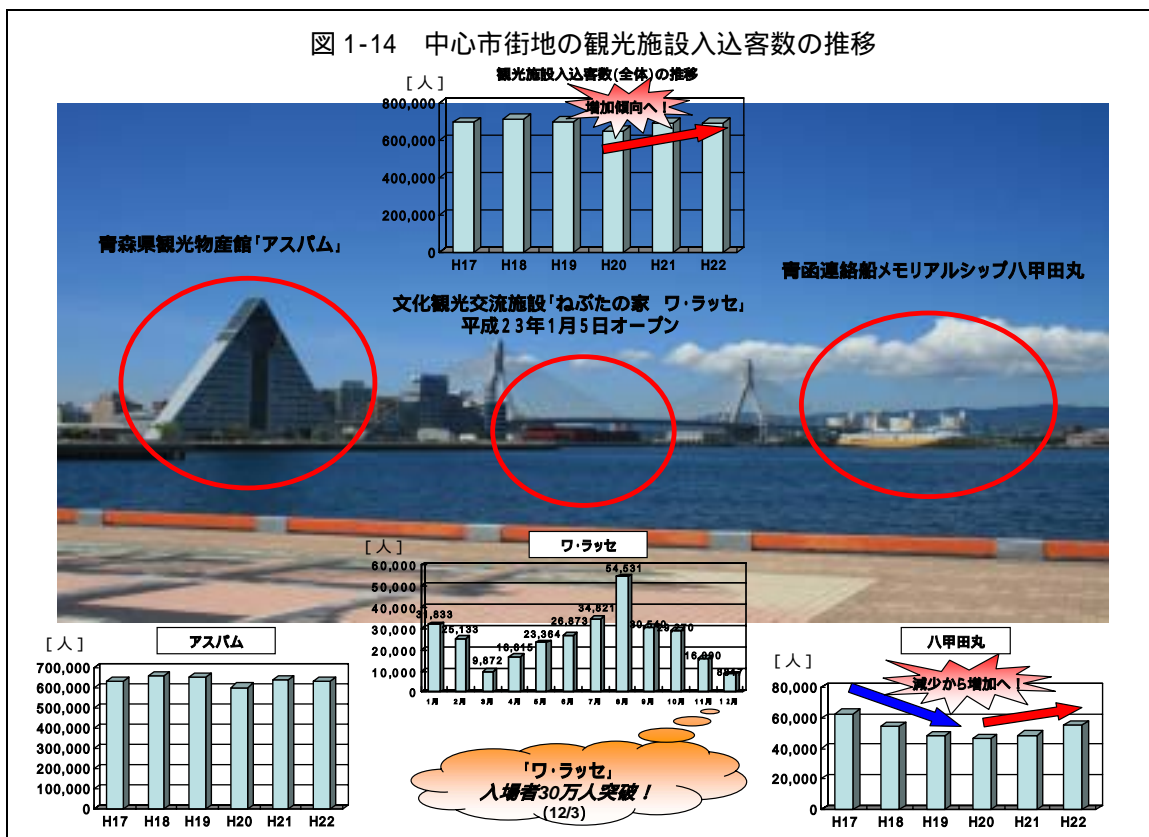 図 1-14　中心市街地の観光施設入込客数の推移
観光施設入込客数(全体)の推移
[人]
増加傾向へ！
800,000
600,000
400,000
200,000
0
H17 H18 H19 H20 H21 H22
青森県観光物産館「アスパム」
青函連絡船メモリアルシップ八甲田丸
文化観光交流施設「ねぶたの家　ワ・ラッセ」
平成23年1月5日オープン
[人]
ワ・ラッセ
60,000
50,000
40,000
30,000
20,000
10,000
0
31,833 25,133 9,872 23,364 26,873 34,821 54,531
1月 2月 3月 4月 5月 6月 7月 8月 9月 10月 11月 12月
「ワ・ラッセ」
入場者30万人突破！
(12/3)
[人]
アスパム
700,000
600,000
500,000
400,000
300,000
200,000
100,000
0
H17 H18 H19 H20 H21 H22
[人]
八甲田丸
減少から増加へ！
80,000
60,000
40,000
20,000
0
H17 H18 H19 H20 H21 H22